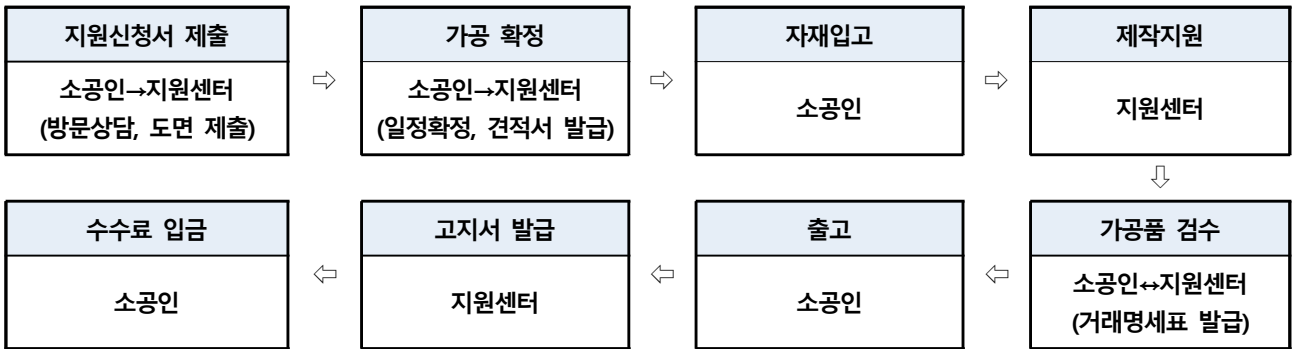 지원신청서 제출
소공인→지원센터
(방문상담, 도면 제출)
가공 확정
소공인→지원센터
(일정확정, 견적서 발급)
자재입고
소공인
제작지원
지원센터
가공품 검수
소공인↔지원센터
(거래명세표 발급)
출고
소공인
고지서 발급
지원센터
수수료 입금
소공인